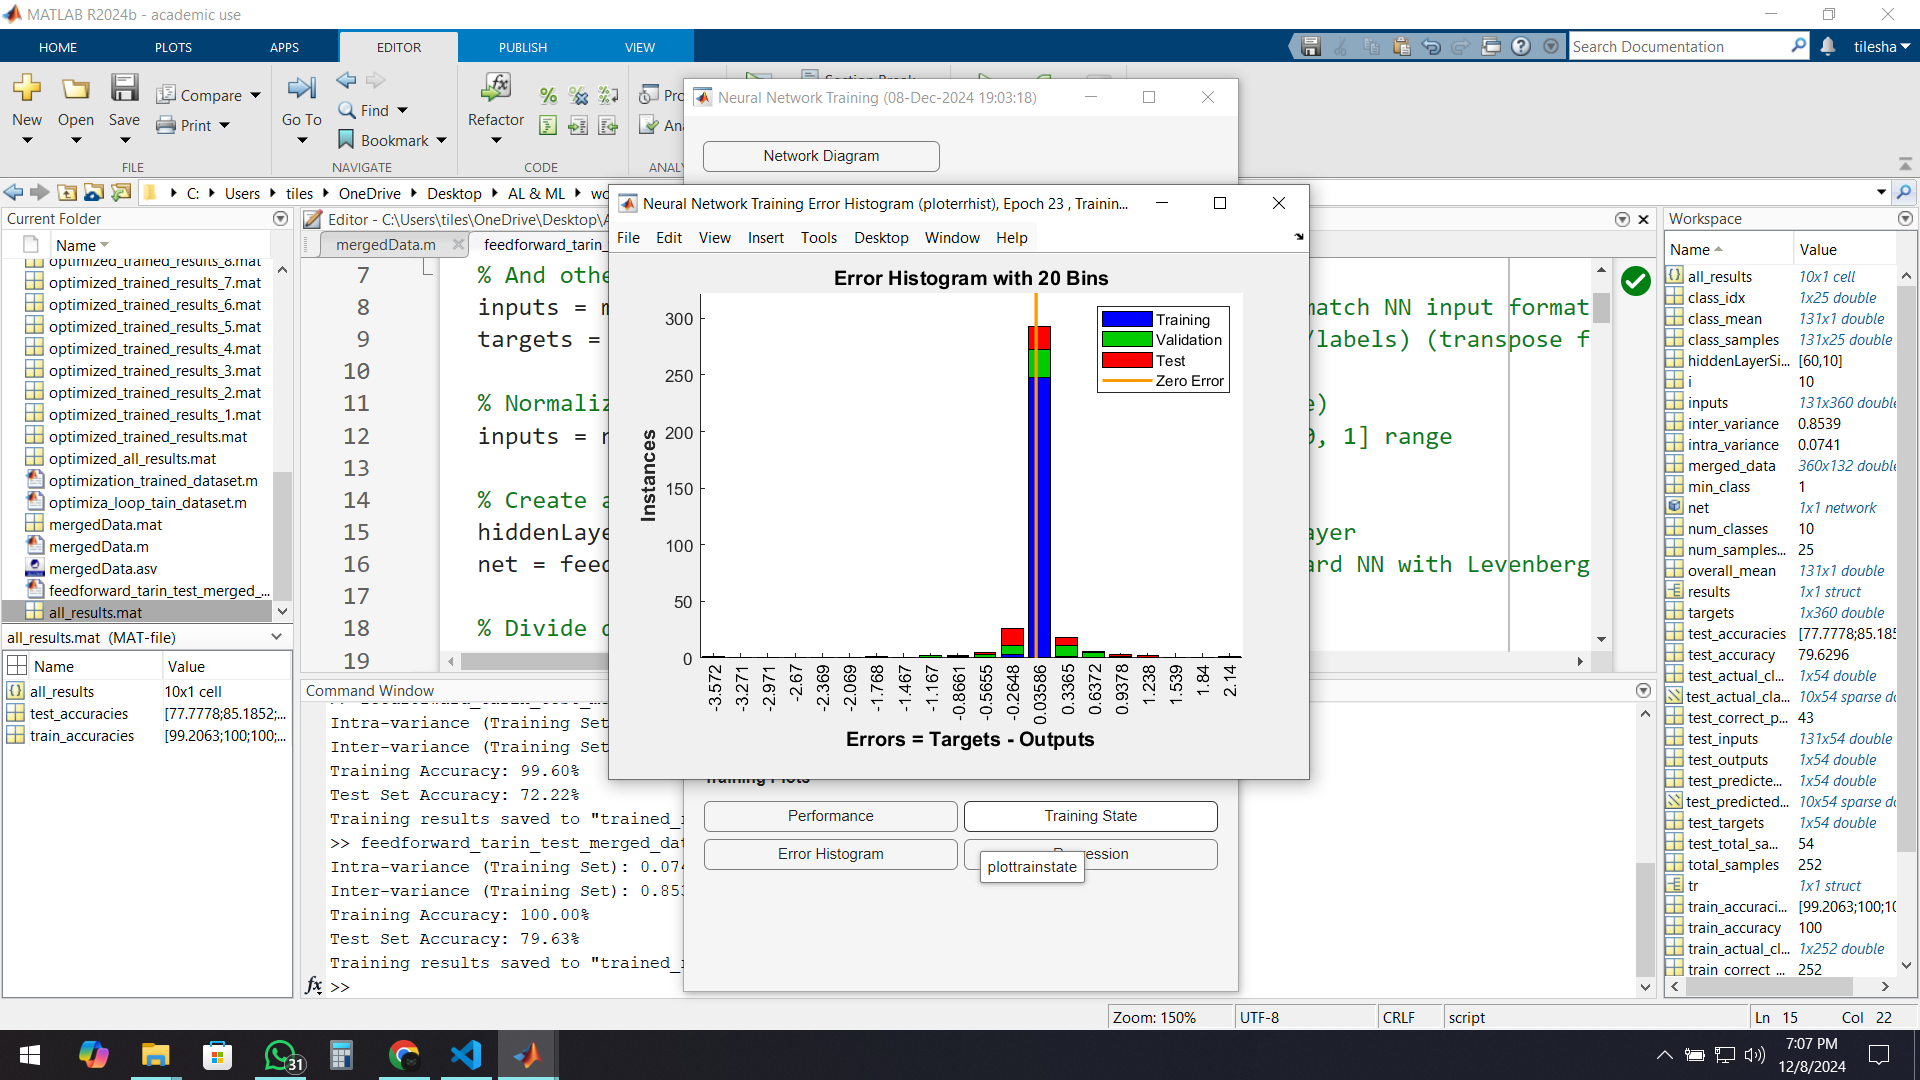 MATLAB R2024b - academic use
HOME PLOTS APPS EDITOR PUBLISH VIEW
Search Documentation
tilesha
New Open Save
Compare
Print
FILE
Go To
Find
Bookmark
NAVIGATE
Refactor
CODE
C: Users tiles OneDrive Desktop AL & ML
Current Folder
Name
optimized_trained_results_8.mat
optimized_trained_results_7.mat
optimized_trained_results_6.mat
optimized_trained_results_5.mat
optimized_trained_results_4.mat
optimized_trained_results_3.mat
optimized_trained_results_2.mat
optimized_trained_results_1.mat
optimized_trained_results.mat
optimized_all_results.mat
optimization_trained_dataset.m
optimiza_loop_tain_dataset.m
mergedData.mat
mergedData.m
mergedData.asv
feedforward_tarin_test_merged_...
all_results.mat
all_results.mat (MAT-file)
Name Value
all_results 10x1 cell
test_accuracies [77.7778;85.1852;...
train_accuracies [99.2063;100;100;...
Editor - C:\Users\tiles\OneDrive\Desktop\A
mergedData.m
feedforward_tarin_
7 % And othe
8 inputs = m match NN input format
9 targets = /labels) (transpose f
10
11 % Normaliz e)
12 inputs = n 0, 1] range
13
14 % Create a
15 hiddenLaye ayer
16 net = feed ard NN with Levenberg
17
18 % Divide d
19
Command Window
Intra-variance (Training Set
Inter-variance (Training Set
Training Accuracy: 99.60%
Test Set Accuracy: 72.22%
Training results saved to "trained_r
>> feedforward_tarin_test_merged_dat
Intra-variance (Training Set): 0.074
Inter-variance (Training Set): 0.853
Training Accuracy: 100.00%
Test Set Accuracy: 79.63%
Training results saved to "trained_r
fx >>
Neural Network Training (08-Dec-2024 19:03:18)
Network Diagram
Neural Network Training Error Histogram (ploterrhist), Epoch 23 , Trainin...
File Edit View Insert Tools Desktop Window Help
Error Histogram with 20 Bins
Training
Validation
Test
Zero Error
Instances
300
250
200
150
100
50
0
-3.572 -3.271 -2.971 -2.67 -2.369 -2.069 -1.768 -1.467 -1.167 -0.8661 -0.5655 -0.2648 0.03586 0.3365 0.6372 0.9378 1.238 1.539 1.84 2.14
Errors = Targets - Outputs
Training Plots
Performance Training State
Error Histogram
plottrainstate
Workspace
Name Value
all_results 10x1 cell
class_idx 1x25 double
class_mean 131x1 double
class_samples 131x25 double
hiddenLayerSi... [60,10]
i 10
inputs 131x360 double
inter_variance 0.8539
intra_variance 0.0741
merged_data 360x132 double
min_class 1
net 1x1 network
num_classes 10
num_samples... 25
overall_mean 131x1 double
results 1x1 struct
targets 1x360 double
test_accuracies [77.7778;85.185
test_accuracy 79.6296
test_actual_cl... 1x54 double
test_actual_cla... 10x54 sparse do
test_correct_p... 43
test_inputs 131x54 double
test_outputs 1x54 double
test_predicte... 1x54 double
test_predicted... 10x54 sparse do
test_targets 1x54 double
test_total_sa... 54
total_samples 252
tr 1x1 struct
train_accuraci... [99.2063;100;10
train_accuracy 100
train_actual_cl... 1x252 double
train_correct_... 252
Zoom: 150% UTF-8 CRLF script Ln 15 Col 22
31
7:07 PM
12/8/2024